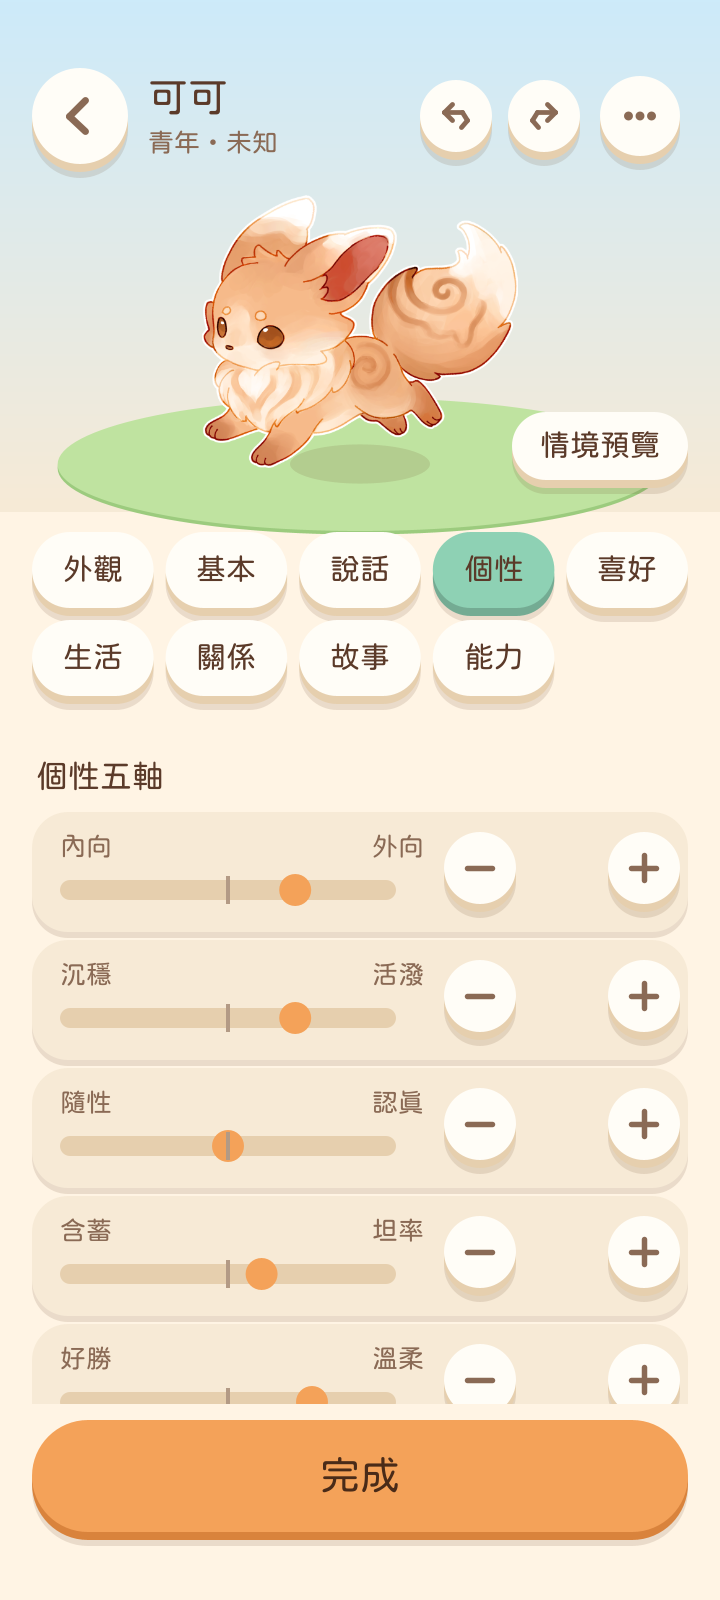 可可
青年・未知
情境預覽
外觀 基本 說話 個性 喜好
生活 關係 故事 能力
個性五軸
內向 外向
沉穩 活潑
隨性 認真
含蓄 坦率
好勝 溫柔
完成